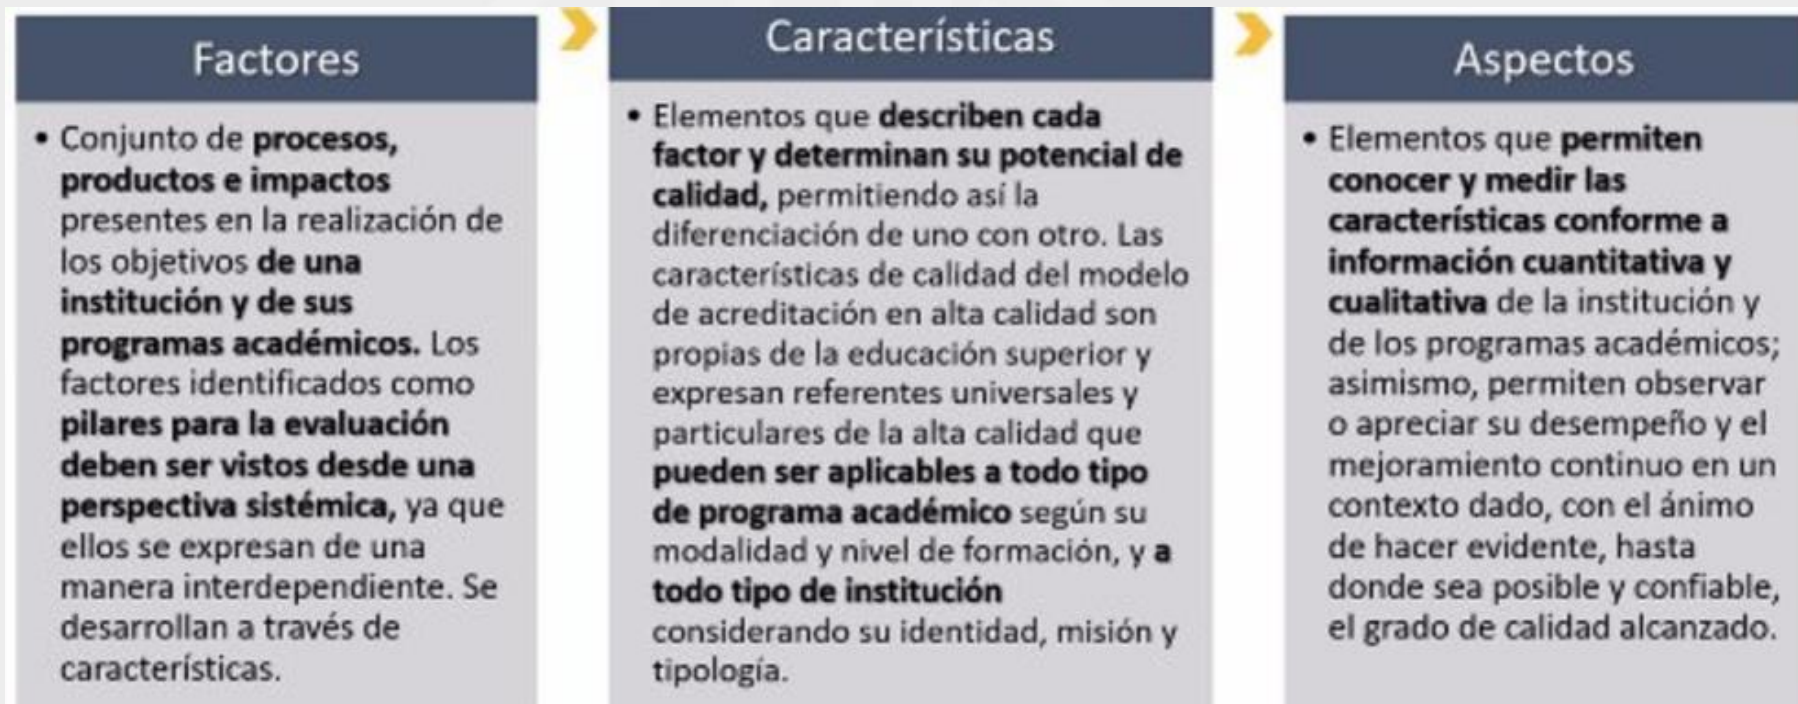 Factores
• Conjunto de procesos,
productos e impactos
presentes en la realización de
los objetivos de una
institución y de sus
programas académicos. Los
factores identificados como
pilares para la evaluación
deben ser vistos desde una
perspectiva sistémica, ya que
ellos se expresan de una
manera interdependiente. Se
desarrollan a través de
características.
Características
• Elementos que describen cada
factor y determinan su potencial de
calidad, permitiendo así la
diferenciación de uno con otro. Las
características de calidad del modelo
de acreditación en alta calidad son
propias de la educación superior y
expresan referentes universales y
particulares de la alta calidad que
pueden ser aplicables a todo tipo
de programa académico según su
modalidad y nivel de formación, y a
todo tipo de institución
considerando su identidad, misión y
tipología.
Aspectos
• Elementos que permiten
conocer y medir las
características conforme a
información cuantitativa y
cualitativa de la institución y
de los programas académicos;
asimismo, permiten observar
o apreciar su desempeño y el
mejoramiento continuo en un
contexto dado, con el ánimo
de hacer evidente, hasta
donde sea posible y confiable,
el grado de calidad alcanzado.